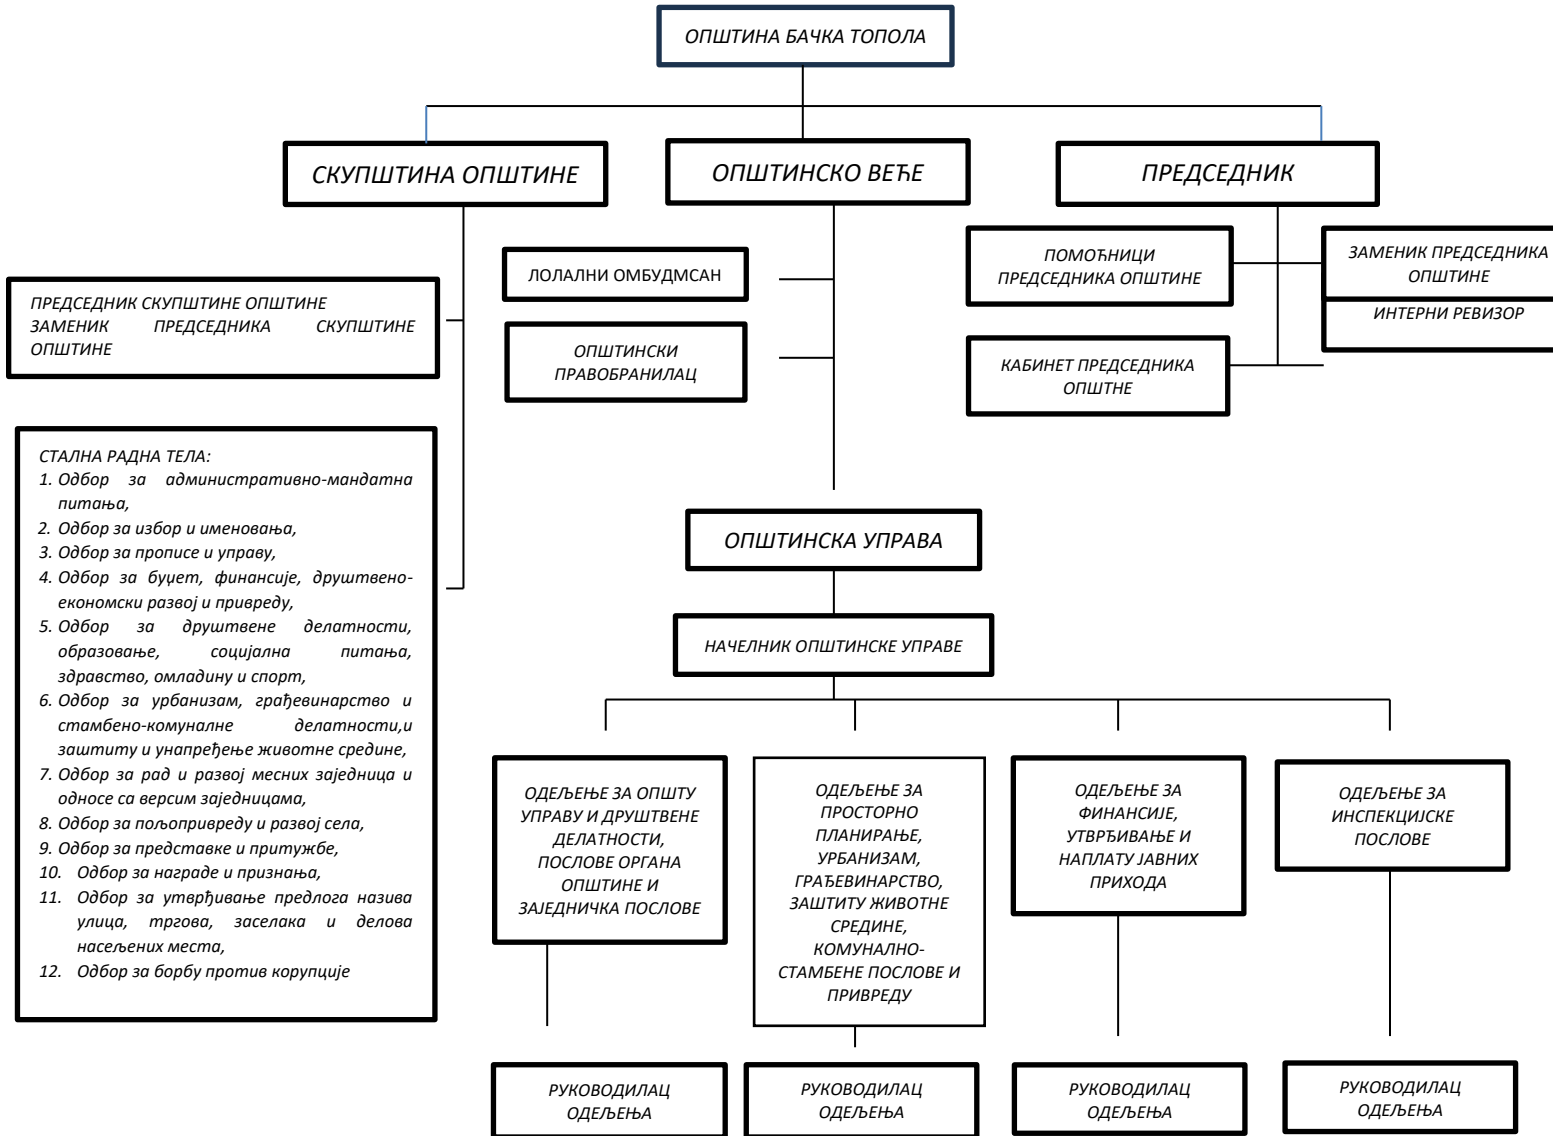 ОПШТИНА БАЧКА ТОПОЛА
СКУПШТИНА ОПШТИНЕ
ОПШТИНСКО ВЕЋЕ
ПРЕДСЕДНИК
ПРЕДСЕДНИК СКУПШТИНЕ ОПШТИНЕ
ЗАМЕНИК ПРЕДСЕДНИКА СКУПШТИНЕ
ОПШТИНЕ
ЛОЛАЛНИ ОМБУДМСАН
ОПШТИНСКИ
ПРАВОБРАНИЛАЦ
ПОМОЋНИЦИ
ПРЕДСЕДНИКА ОПШТИНЕ
ЗАМЕНИК ПРЕДСЕДНИКА
ОПШТИНЕ
ИНТЕРНИ РЕВИЗОР
КАБИНЕТ ПРЕДСЕДНИКА
ОПШТНЕ
СТАЛНА РАДНА ТЕЛА:
1. Одбор за административно-мандатна
питања,
2. Одбор за избор и именовања,
3. Одбор за прописе и управу,
4. Одбор за буџет, финансије, друштвено-
економски развој и привреду,
5. Одбор за друштвене делатности,
образовање, социјална питања,
здравство, омладину и спорт,
6. Одбор за урбанизам, грађевинарство и
стамбено-комуналне делатности,и
заштиту и унапређење животне средине,
7. Одбор за рад и развој месних заједница и
односе са версим заједницама,
8. Одбор за пољопривреду и развој села,
9. Одбор за представке и притужбе,
10. Одбор за награде и признања,
11. Одбор за утврђивање предлога назива
улица, тргова, заселака и делова
насељених места,
12. Одбор за борбу против корупције
ОПШТИНСКА УПРАВА
НАЧЕЛНИК ОПШТИНСКЕ УПРАВЕ
ОДЕЉЕЊЕ ЗА ОПШТУ
УПРАВУ И ДРУШТВЕНЕ
ДЕЛАТНОСТИ,
ПОСЛОВЕ ОРГАНА
ОПШТИНЕ И
ЗАЈЕДНИЧКА ПОСЛОВЕ
ОДЕЉЕЊЕ ЗА
ПРОСТОРНО
ПЛАНИРАЊЕ,
УРБАНИЗАМ,
ГРАЂЕВИНАРСТВО,
ЗАШТИТУ ЖИВОТНЕ
СРЕДИНЕ,
КОМУНАЛНО-
СТАМБЕНЕ ПОСЛОВЕ И
ПРИВРЕДУ
ОДЕЉЕЊЕ ЗА
ФИНАНСИЈЕ,
УТВРЂИВАЊЕ И
НАПЛАТУ ЈАВНИХ
ПРИХОДА
ОДЕЉЕЊЕ ЗА
ИНСПЕКЦИЈСКЕ
ПОСЛОВЕ
РУКОВОДИЛАЦ
ОДЕЉЕЊА
РУКОВОДИЛАЦ
ОДЕЉЕЊА
РУКОВОДИЛАЦ
ОДЕЉЕЊА
РУКОВОДИЛАЦ
ОДЕЉЕЊА